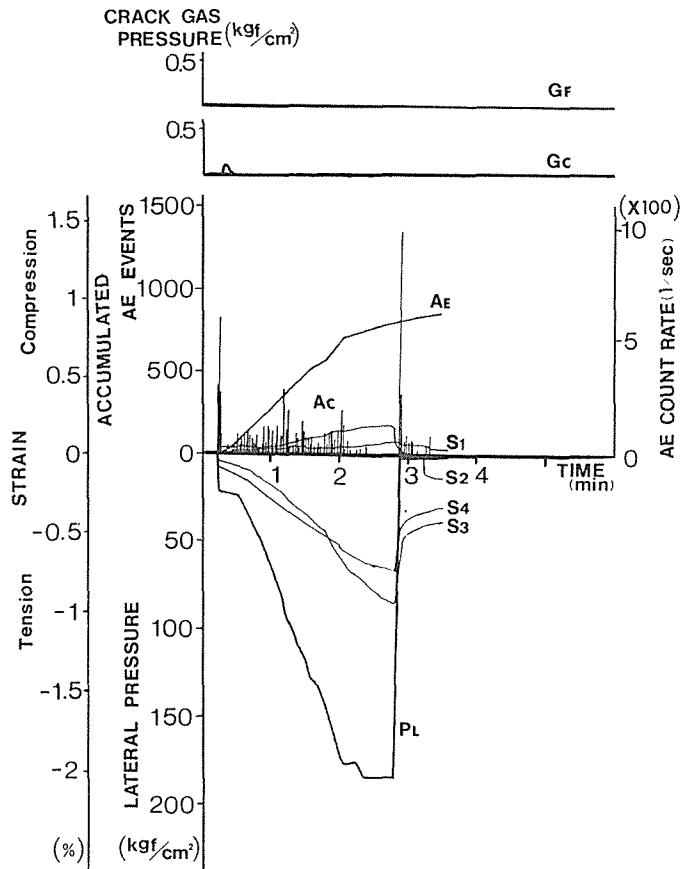 CRACK GAS
PRESSURE (kgf/cm²)
0.5
GF
0.5
GC
1.5
1
0.5
0
-0.5
-1
-1.5
-2
(%)
Compression
STRAIN
Tension
ACCUMULATED
AE EVENTS
1500
1000
500
0
50
100
150
200
LATERAL PRESSURE
(kgf/cm²)
(X100)
10
5
0
AE COUNT RATE (1/sec)
AE
AC
S1
S2
S4
S3
PL
1 2 3 4
TIME
(min)